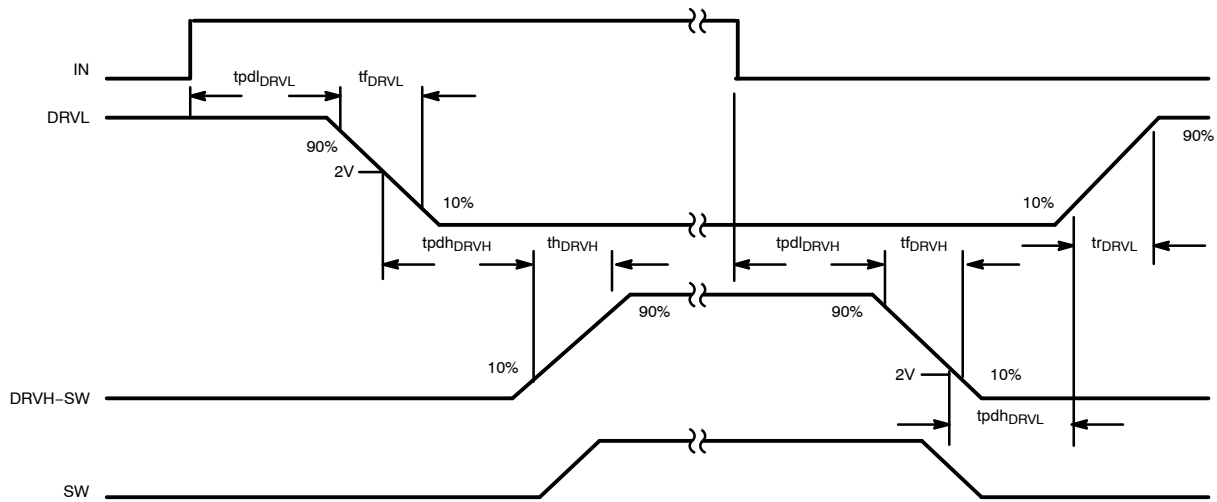 IN
tpdlDRVL
tfDRVL
DRVL
90%
90%
2V
10%
10%
tpdhDRVH
thDRVH
tpdlDRVH
tfDRVH
trDRVL
90%
90%
10%
2V
10%
DRVH−SW
tpdhDRVL
SW